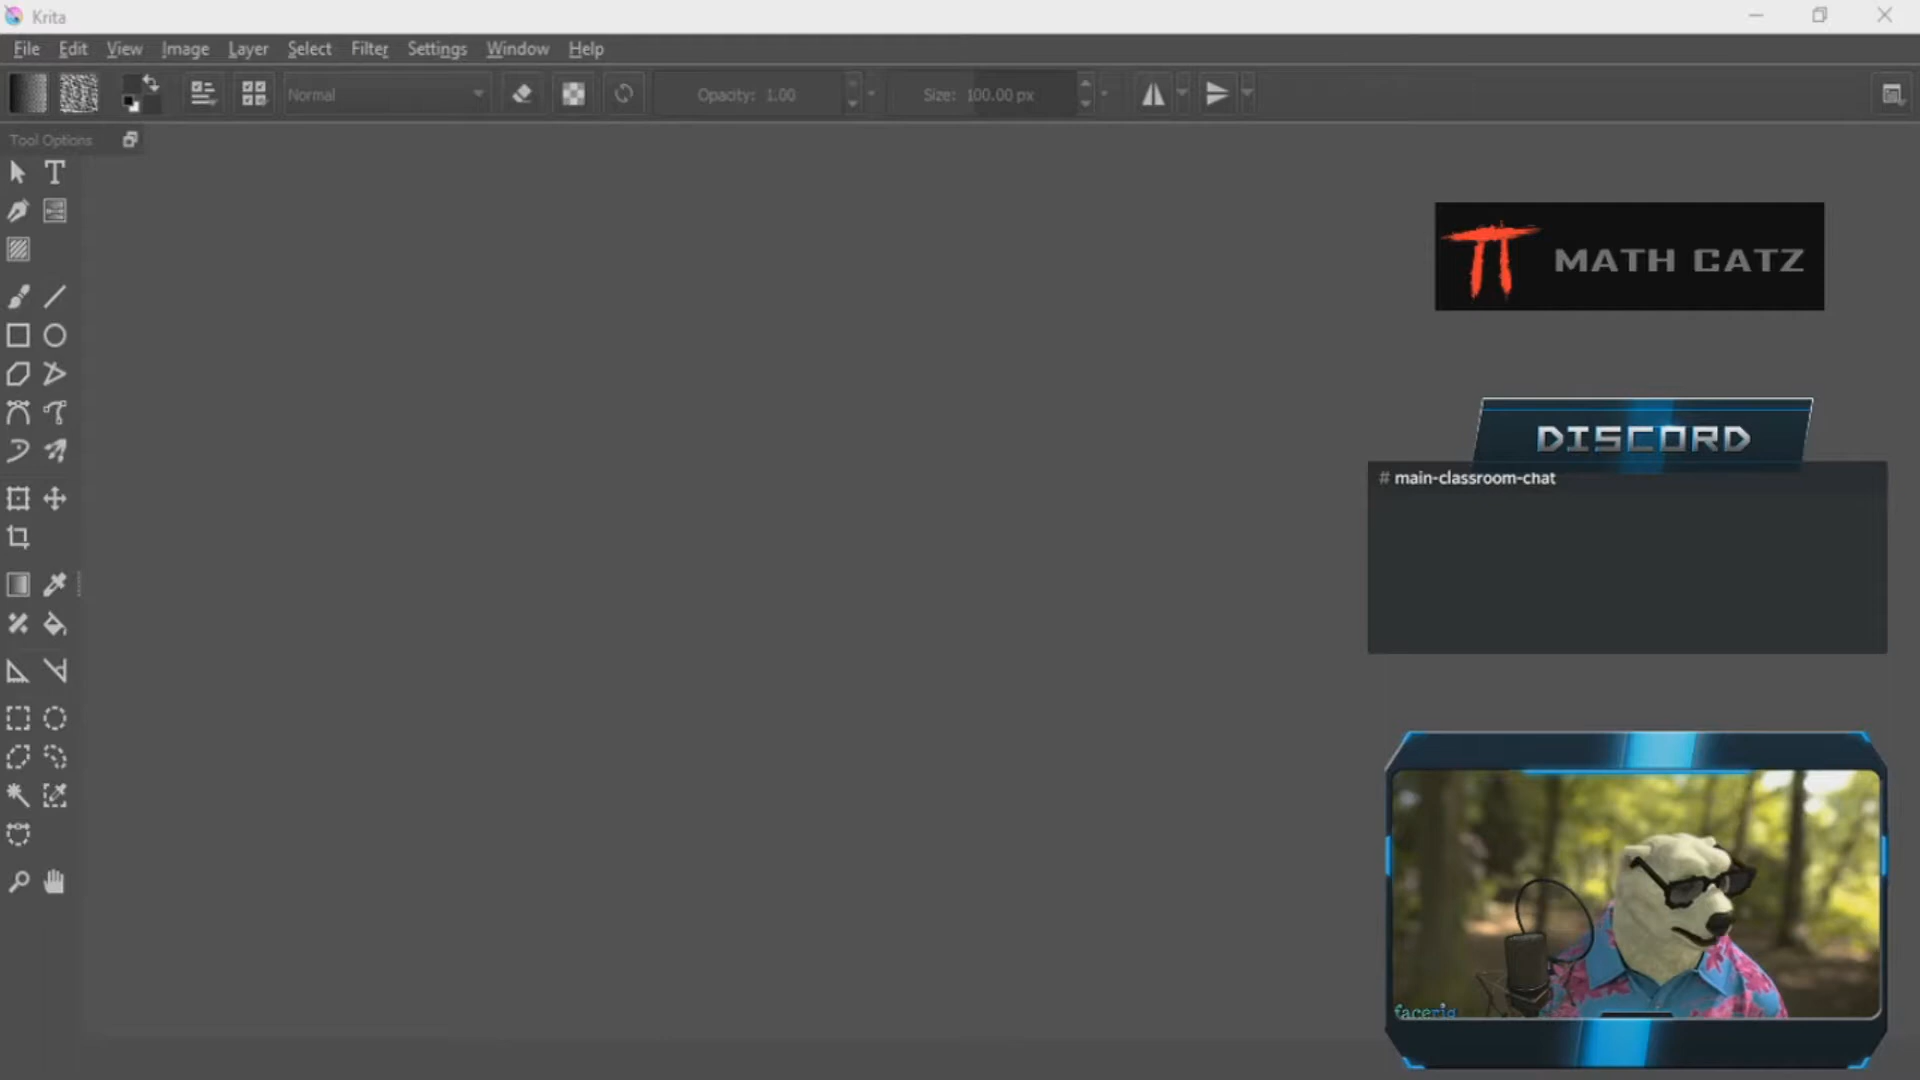 Krita
File Edit View Image Layer Select Filter Settings Window Help
Normal Opacity: 1.00 Size: 100.00 px
Tool Options
T
π MATH CATZ
DISCORD
# main-classroom-chat
facerig